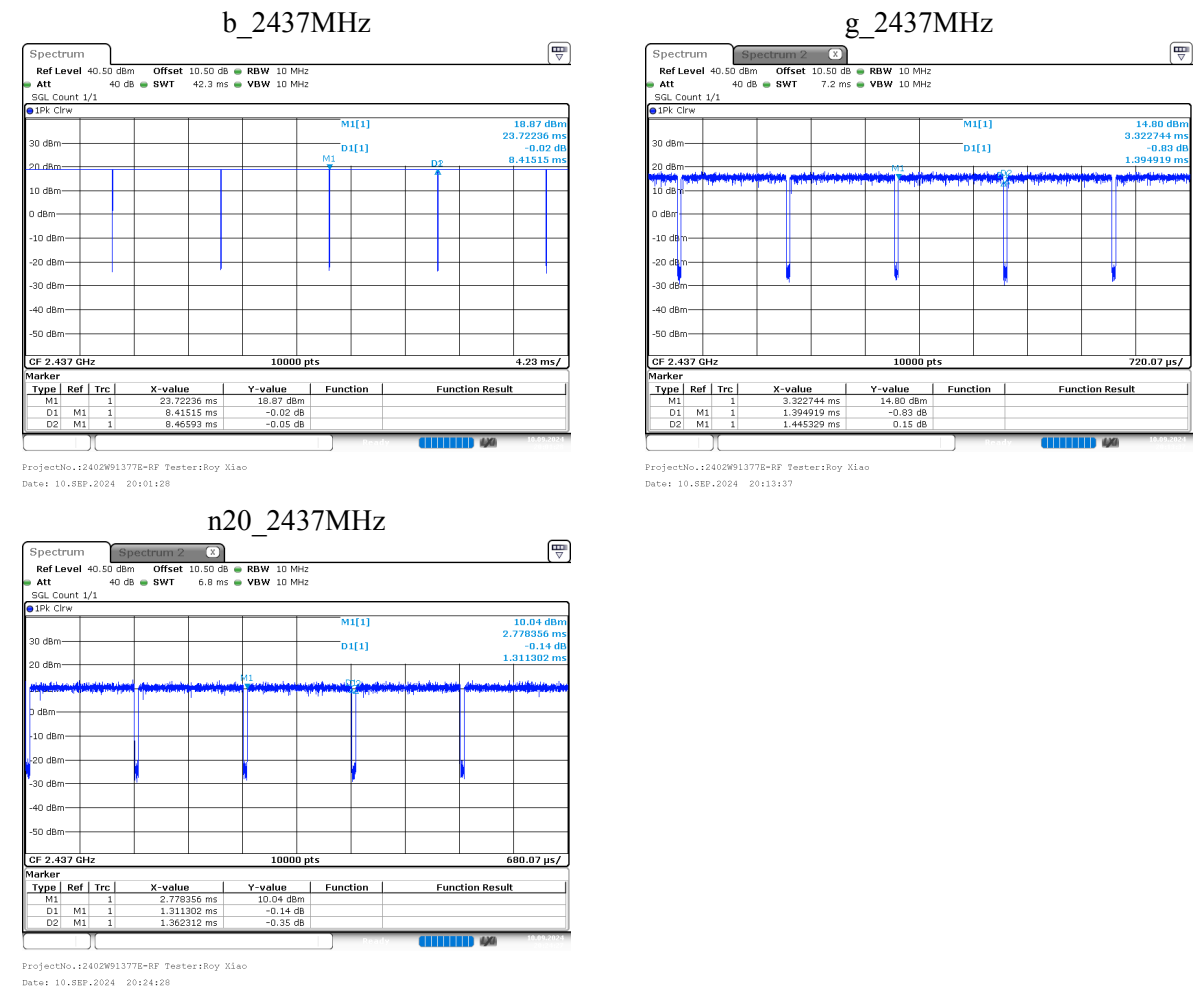 b_2437MHz
Spectrum
Ref Level 40.50 dBm Offset 10.50 dB RBW 10 MHz
Att 40 dB SWT 42.3 ms VBW 10 MHz
SGL Count 1/1
1Pk Clrw
M1[1] 18.87 dBm
23.72236 ms
D1[1] -0.02 dB
8.41515 ms
30 dBm
20 dBm
10 dBm
0 dBm
-10 dBm
-20 dBm
-30 dBm
-40 dBm
-50 dBm
M1
CF 2.437 GHz 10000 pts 4.23 ms/
Marker
Type Ref Trc X-value Y-value Function Function Result
M1 1 23.72236 ms 18.87 dBm
D1 M1 1 8.41515 ms -0.02 dB
D2 M1 1 8.46593 ms -0.05 dB
Ready 10.09.2024
ProjectNo.:2402W91377E-RF Tester:Roy Xiao
Date: 10.SEP.2024 20:01:28
g_2437MHz
Spectrum Spectrum 2 X
Ref Level 40.50 dBm Offset 10.50 dB RBW 10 MHz
Att 40 dB SWT 7.2 ms VBW 10 MHz
SGL Count 1/1
1Pk Clrw
M1[1] 14.80 dBm
3.322744 ms
D1[1] -0.83 dB
1.394919 ms
30 dBm
20 dBm
10 dBm
0 dBm
-10 dBm
-20 dBm
-30 dBm
-40 dBm
-50 dBm
M1
CF 2.437 GHz 10000 pts 720.07 µs/
Marker
Type Ref Trc X-value Y-value Function Function Result
M1 1 3.322744 ms 14.80 dBm
D1 M1 1 1.394919 ms -0.83 dB
D2 M1 1 1.445329 ms 0.15 dB
Ready 10.09.2024
ProjectNo.:2402W91377E-RF Tester:Roy Xiao
Date: 10.SEP.2024 20:13:37
n20_2437MHz
Spectrum Spectrum 2 X
Ref Level 40.50 dBm Offset 10.50 dB RBW 10 MHz
Att 40 dB SWT 6.8 ms VBW 10 MHz
SGL Count 1/1
1Pk Clrw
M1[1] 10.04 dBm
2.778356 ms
D1[1] -0.14 dB
1.311302 ms
30 dBm
20 dBm
0 dBm
-10 dBm
-20 dBm
-30 dBm
-40 dBm
-50 dBm
M1
CF 2.437 GHz 10000 pts 680.07 µs/
Marker
Type Ref Trc X-value Y-value Function Function Result
M1 1 2.778356 ms 10.04 dBm
D1 M1 1 1.311302 ms -0.14 dB
D2 M1 1 1.362312 ms -0.35 dB
Ready 10.09.2024
ProjectNo.:2402W91377E-RF Tester:Roy Xiao
Date: 10.SEP.2024 20:24:28